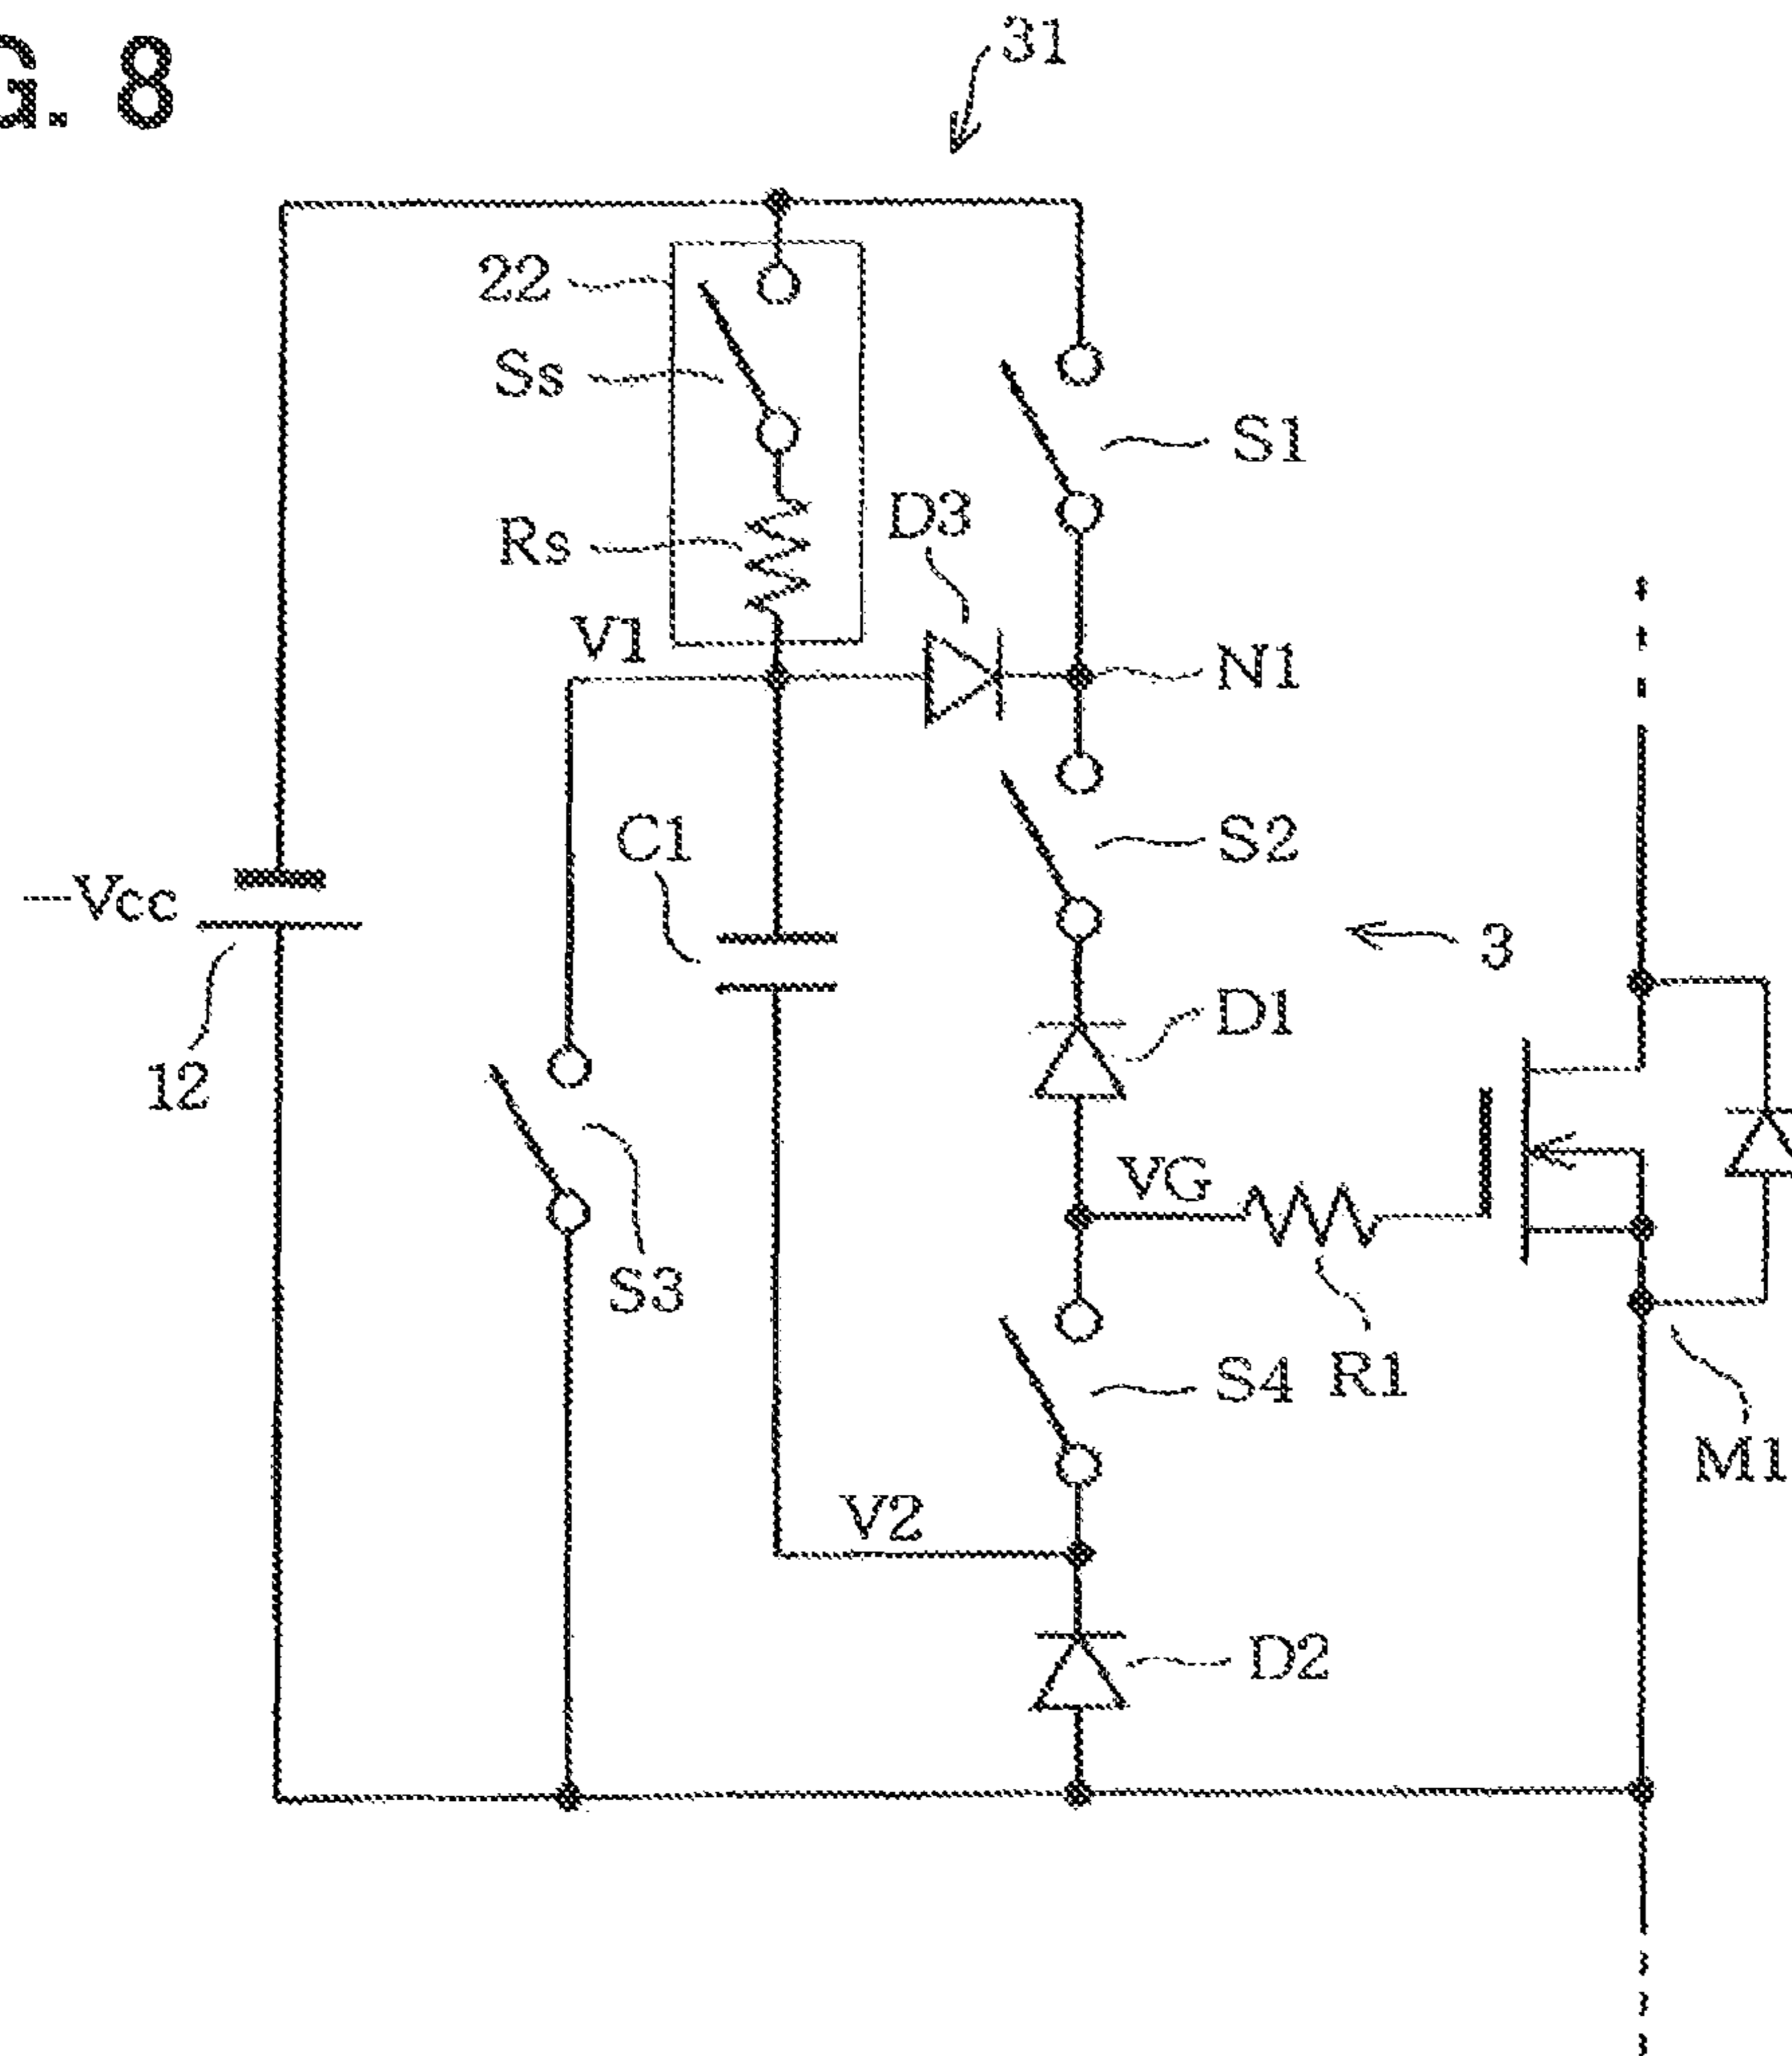 G. 8
31
22
Ss
S1
D3
Rs
V1
N1
C1
S2
-Vcc
3
D1
12
VG
S3
S4
R1
M1
V2
D2